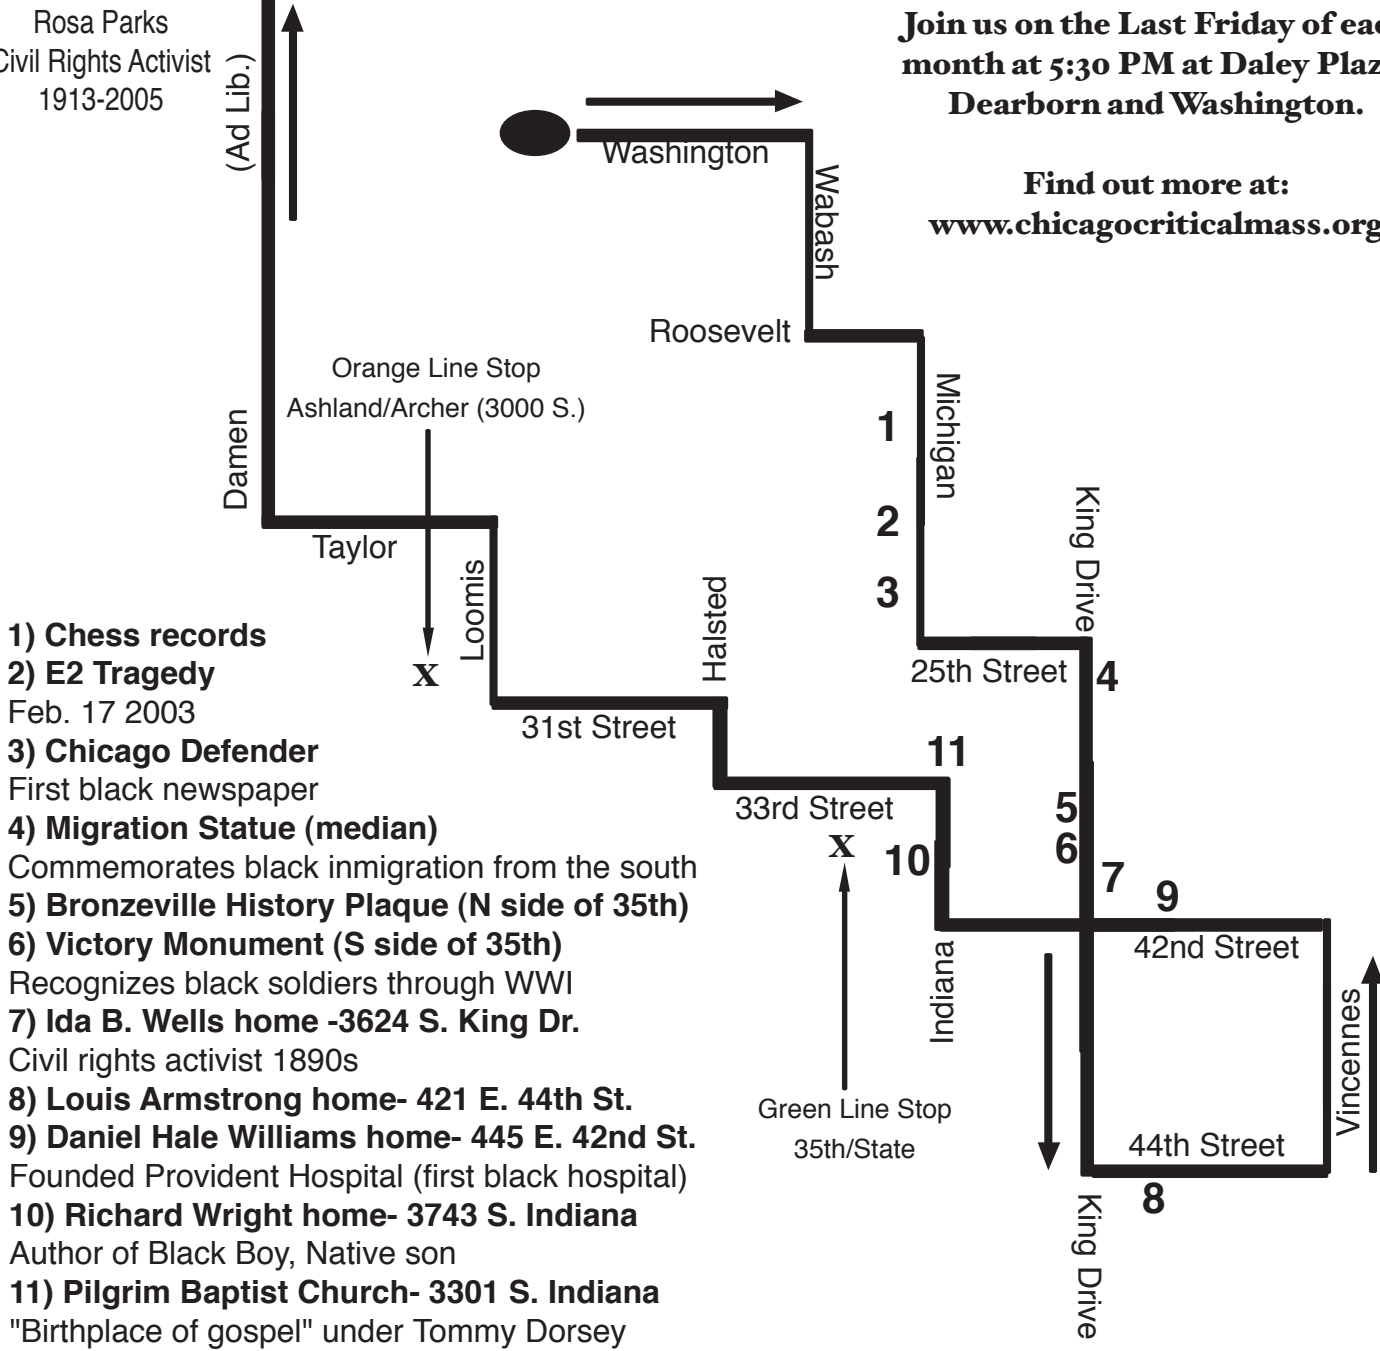 Rosa Parks
Civil Rights Activist
1913-2005
(Ad Lib.)
Join us on the Last Friday of
month at 5:30 PM at Daley
Dearborn and Washington.
Find out more at:
www.chicagocriticalmass.org
Washington
Wabash
Roosevelt
Orange Line Stop
Ashland/Archer (3000 S.)
Michigan
1
2
3
Damen
Taylor
Loomis
X
Halsted
King Drive
25th Street
4
31st Street
11
33rd Street
X
10
5
6
7
9
42nd Street
Indiana
Vincennes
Green Line Stop
35th/State
44th Street
8
King Drive
1) Chess records
2) E2 Tragedy
Feb. 17 2003
3) Chicago Defender
First black newspaper
4) Migration Statue (median)
Commemorates black inmigration from the south
5) Bronzeville History Plaque (N side of 35th)
6) Victory Monument (S side of 35th)
Recognizes black soldiers through WWI
7) Ida B. Wells home -3624 S. King Dr.
Civil rights activist 1890s
8) Louis Armstrong home- 421 E. 44th St.
9) Daniel Hale Williams home- 445 E. 42nd St.
Founded Provident Hospital (first black hospital)
10) Richard Wright home- 3743 S. Indiana
Author of Black Boy, Native son
11) Pilgrim Baptist Church- 3301 S. Indiana
"Birthplace of gospel" under Tommy Dorsey